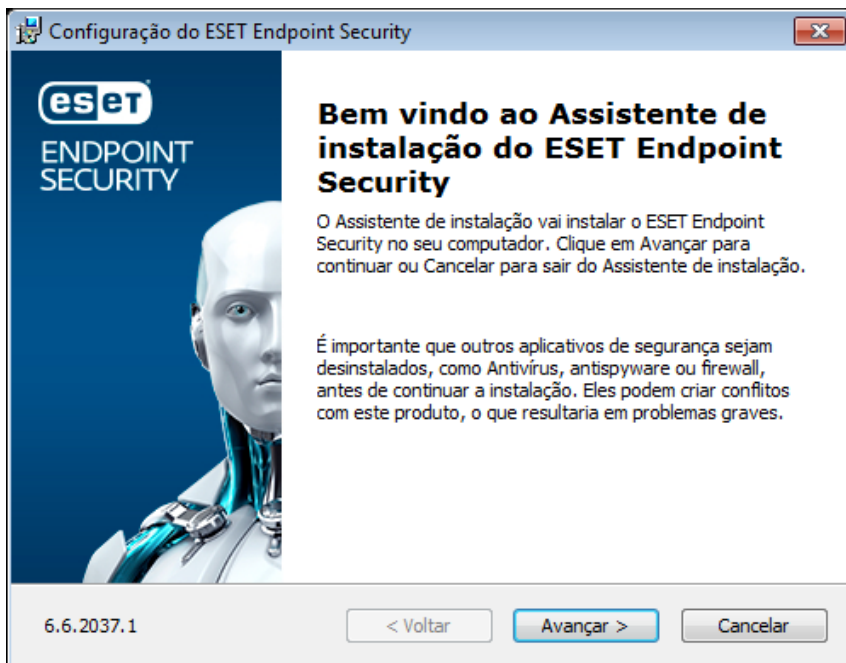 Configuração do ESET Endpoint Security
eset
ENDPOINT
SECURITY
Bem vindo ao Assistente de
instalação do ESET Endpoint
Security
O Assistente de instalação vai instalar o ESET Endpoint
Security no seu computador. Clique em Avançar para
continuar ou Cancelar para sair do Assistente de instalação.
É importante que outros aplicativos de segurança sejam
desinstalados, como Antivírus, antispyware ou firewall,
antes de continuar a instalação. Eles podem criar conflitos
com este produto, o que resultaria em problemas graves.
6.6.2037.1
< Voltar
Avançar >
Cancelar